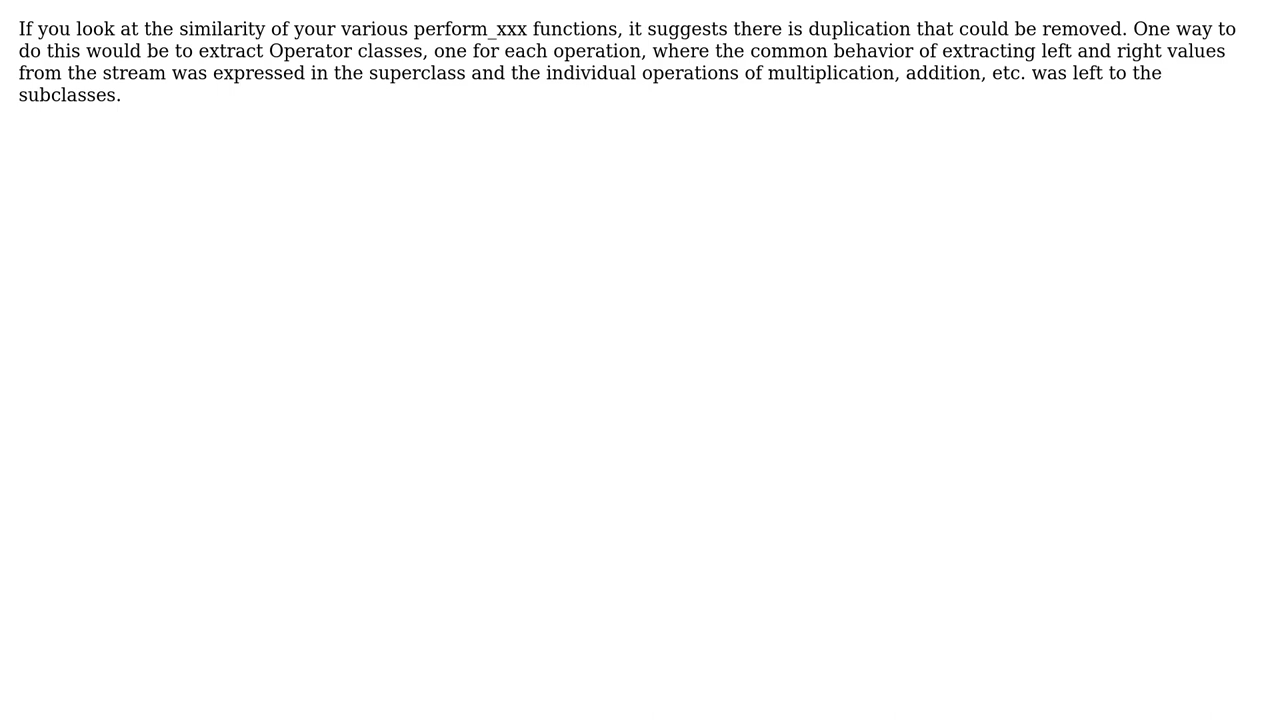 If you look at the similarity of your various perform_xxx functions, it suggests there is duplication that could be removed. One way to
do this would be to extract Operator classes, one for each operation, where the common behavior of extracting left and right values
from the stream was expressed in the superclass and the individual operations of multiplication, addition, etc. was left to the
subclasses.